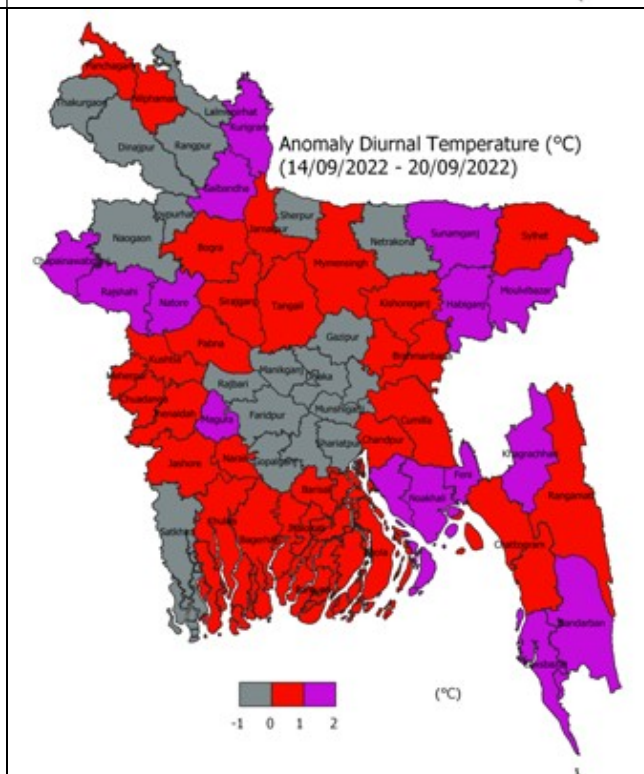 Panchagarh
Nilphamari
Thakurgaon
Lalmonirhat
Kurigram
Dinajpur
Rangpur
Anomaly Diurnal Temperature (°C)
(14/09/2022 - 20/09/2022)
Gaibandha
Joypurhat
Sherpur
Naogaon
Jamalpur
Netrakona
Sunamganj
Sylhet
Bogra
Mymensingh
Chapainawabganj
Rajshahi
Natore
Sirajganj
Tangail
Kishoreganj
Habiganj
Moulvibazar
Gazipur
Pabna
Brahmanbaria
Kushtia
Manikganj
Dhaka
Meherpur
Rajbari
Chuadanga
Jhenaidah
Faridpur
Munshiganj
Magura
Cumilla
Shariatpur
Chandpur
Jashore
Narail
Gopalganj
Khagrachhari
Feni
Noakhali
Barisal
Rangamati
Satkhira
Khulna
Bagerhat
Bhola
Chattogram
Bandarban
(°C)
-1 0 1 2